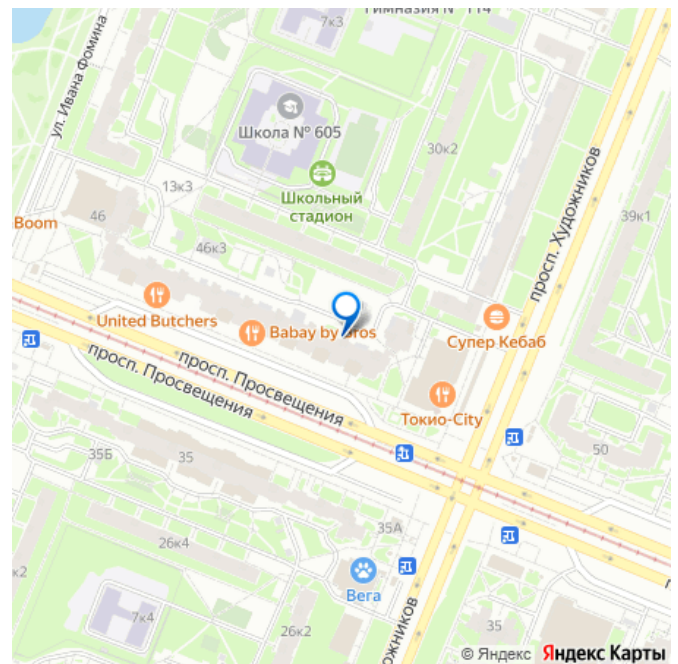 Гимназия № 114
7к3
ул. Ивана Фомина
Школа № 605
30к2
просп. Художников
13к3
Школьный
стадион
46
Boom
39к1
46к3
United Butchers
Babay by Bros
Супер Кебаб
просп. Просвещения
просп. Просвещения
Токио-City
35Б
35
50
35А
26к4
к2
Вега
7к4
26к2
35
© Яндекс Яндекс Карты